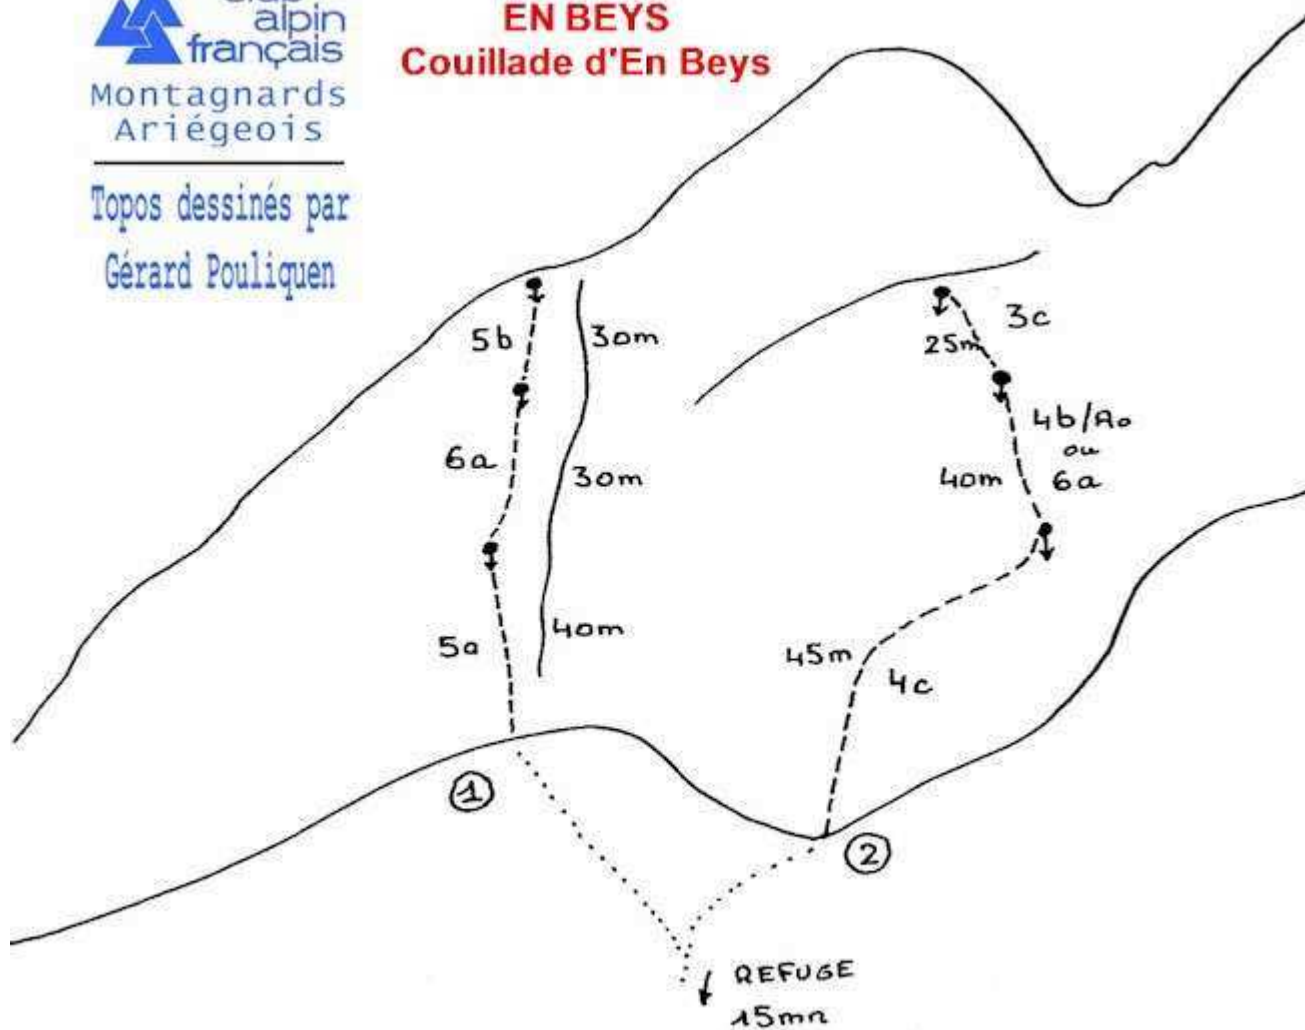 alpin
français
Montagnards
Ariégeois
Topos dessinés par
Gérard Pouliquen
EN BEYS
Couillade d'En Beys
5b
30m
6a
30m
5a
40m
1
3c
25m
4b/A0
ou
6a
40m
45m
4c
2
REFUGE
15mn